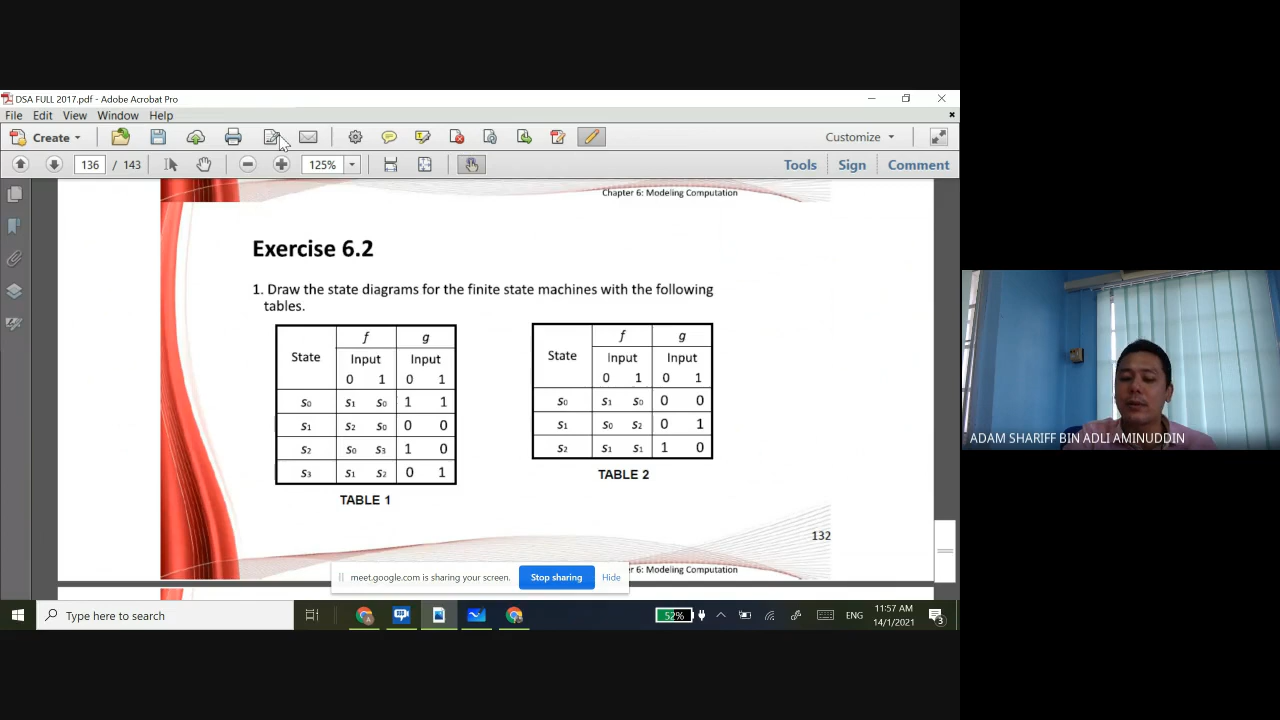 DSA FULL 2017.pdf - Adobe Acrobat Pro
File Edit View Window Help
Create Customize
136 / 143 125% Tools Sign Comment
Chapter 6: Modeling Computation
Exercise 6.2
1. Draw the state diagrams for the finite state machines with the following
tables.
State f g
Input Input
0 1 0 1
s0 s1 s0 1 1
s1 s2 s0 0 0
s2 s0 s3 1 0
s3 s1 s2 0 1
TABLE 1
State f g
Input Input
0 1 0 1
s0 s1 s0 0 0
s1 s0 s2 0 1
s2 s1 s1 1 0
TABLE 2
132
Chapter 6: Modeling Computation
meet.google.com is sharing your screen. Stop sharing Hide
Type here to search
52% ENG 11:57 AM
14/1/2021
3
ADAM SHARIFF BIN ADLI AMINUDDIN